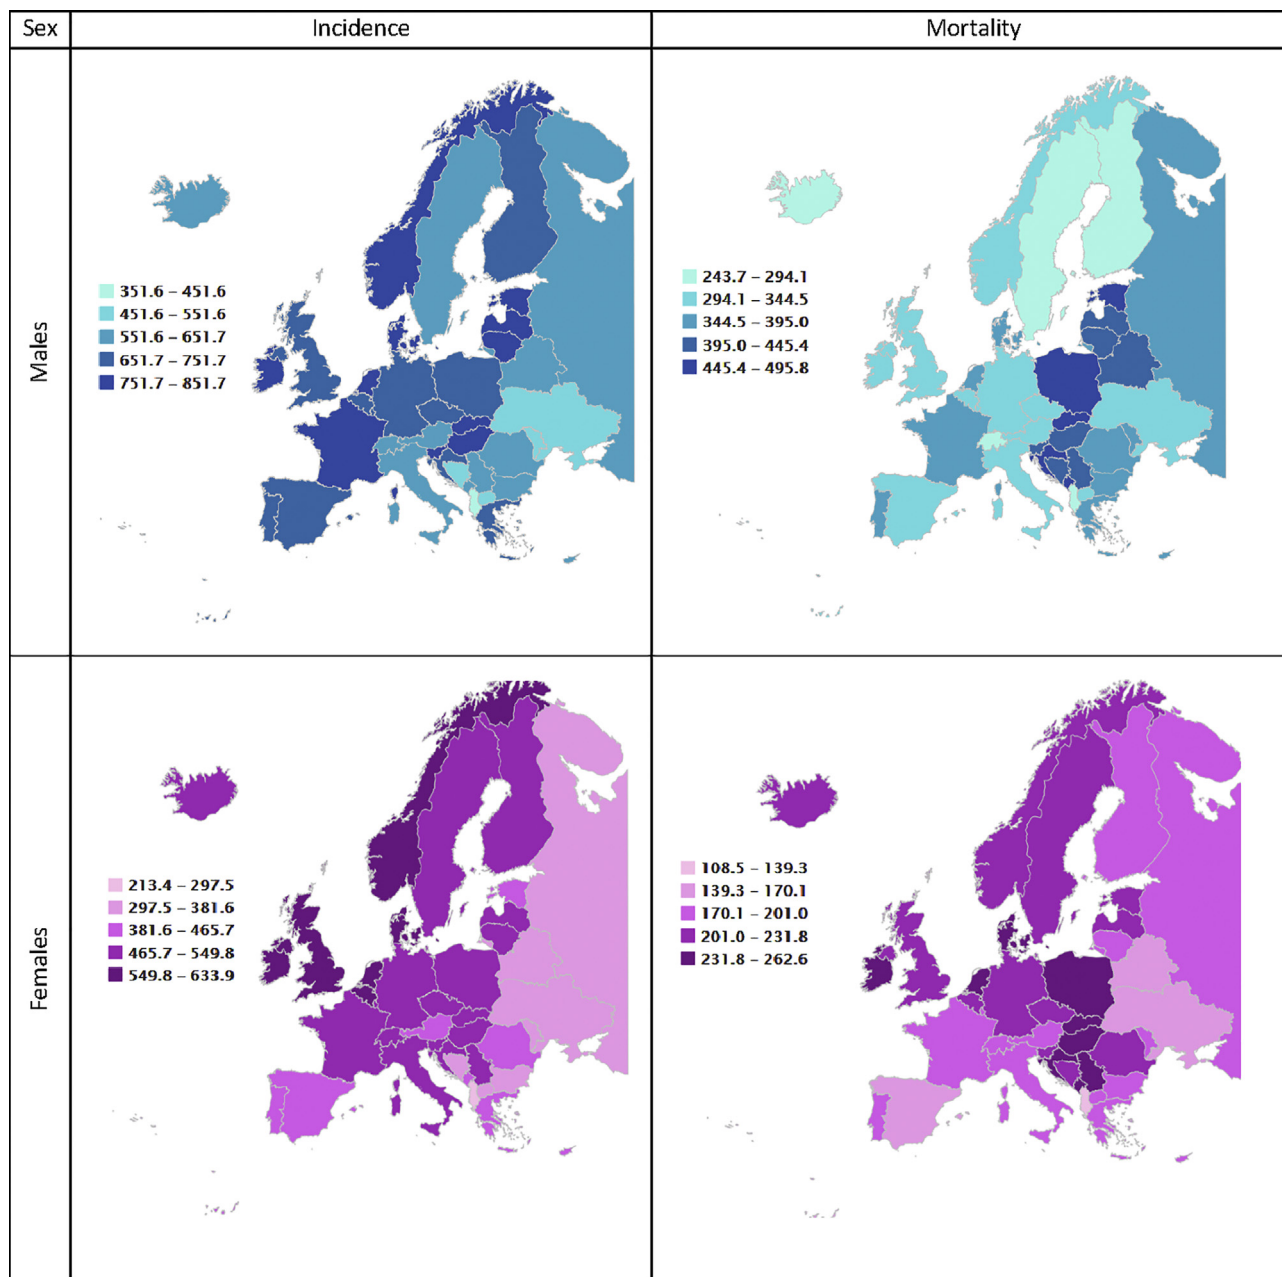 Sex Incidence Mortality
Males
351.6 – 451.6
451.6 – 551.6
551.6 – 651.7
651.7 – 751.7
751.7 – 851.7
243.7 – 294.1
294.1 – 344.5
344.5 – 395.0
395.0 – 445.4
445.4 – 495.8
Females
213.4 – 297.5
297.5 – 381.6
381.6 – 465.7
465.7 – 549.8
549.8 – 633.9
108.5 – 139.3
139.3 – 170.1
170.1 – 201.0
201.0 – 231.8
231.8 – 262.6